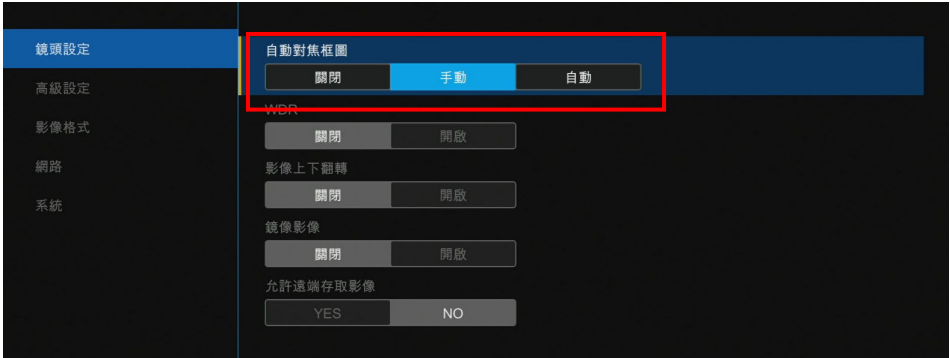 鏡頭設定
高級設定
影像格式
網路
系統
自動對焦框圖
關閉 手動 自動
WDR
關閉 開啟
影像上下翻轉
關閉 開啟
鏡像影像
關閉 開啟
允許遠端存取影像
YES NO